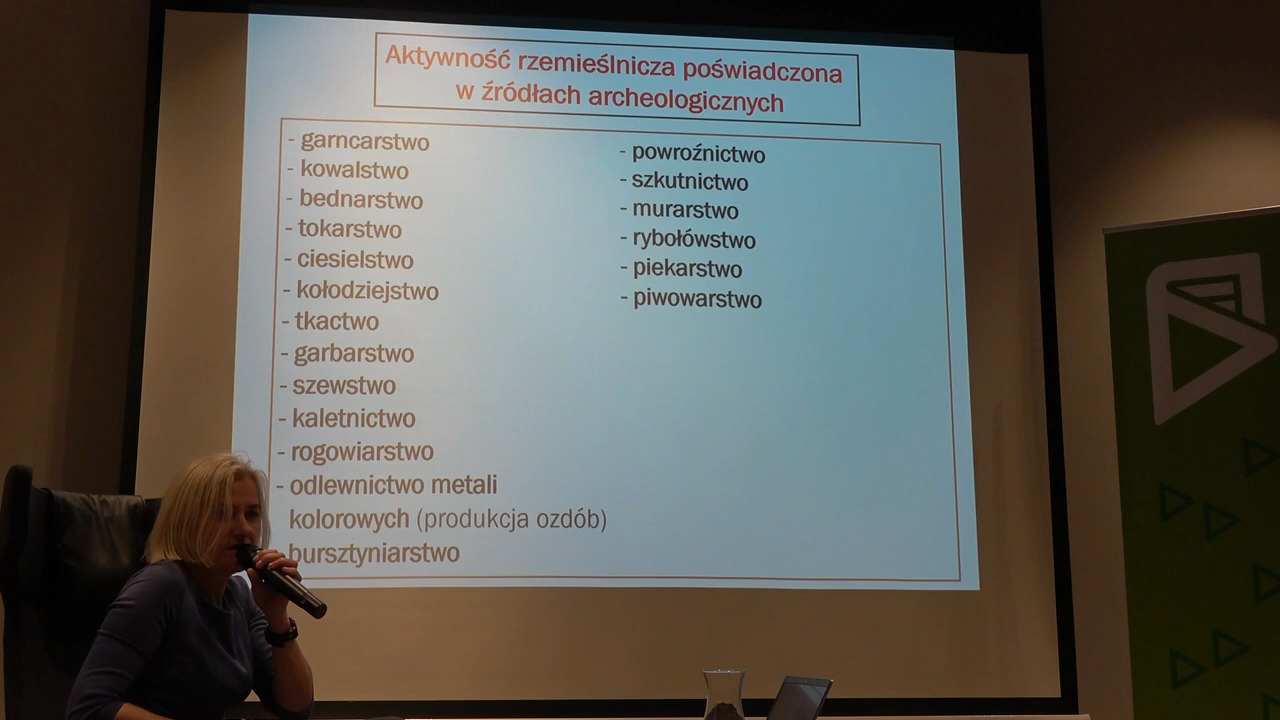 Aktywność rzemieślnicza poświadczona
w źródłach archeologicznych
- garncarstwo
- kowalstwo
- bednarstwo
- tokarstwo
- ciesielstwo
- kołodziejstwo
- tkactwo
- garbarstwo
- szewstwo
- kaletnictwo
- rogowiarstwo
- odlewnictwo metali
kolorowych (produkcja ozdób)
bursztyniarstwo
- powroźnictwo
- szkutnictwo
- murarstwo
- rybołówstwo
- piekarstwo
- piwowarstwo